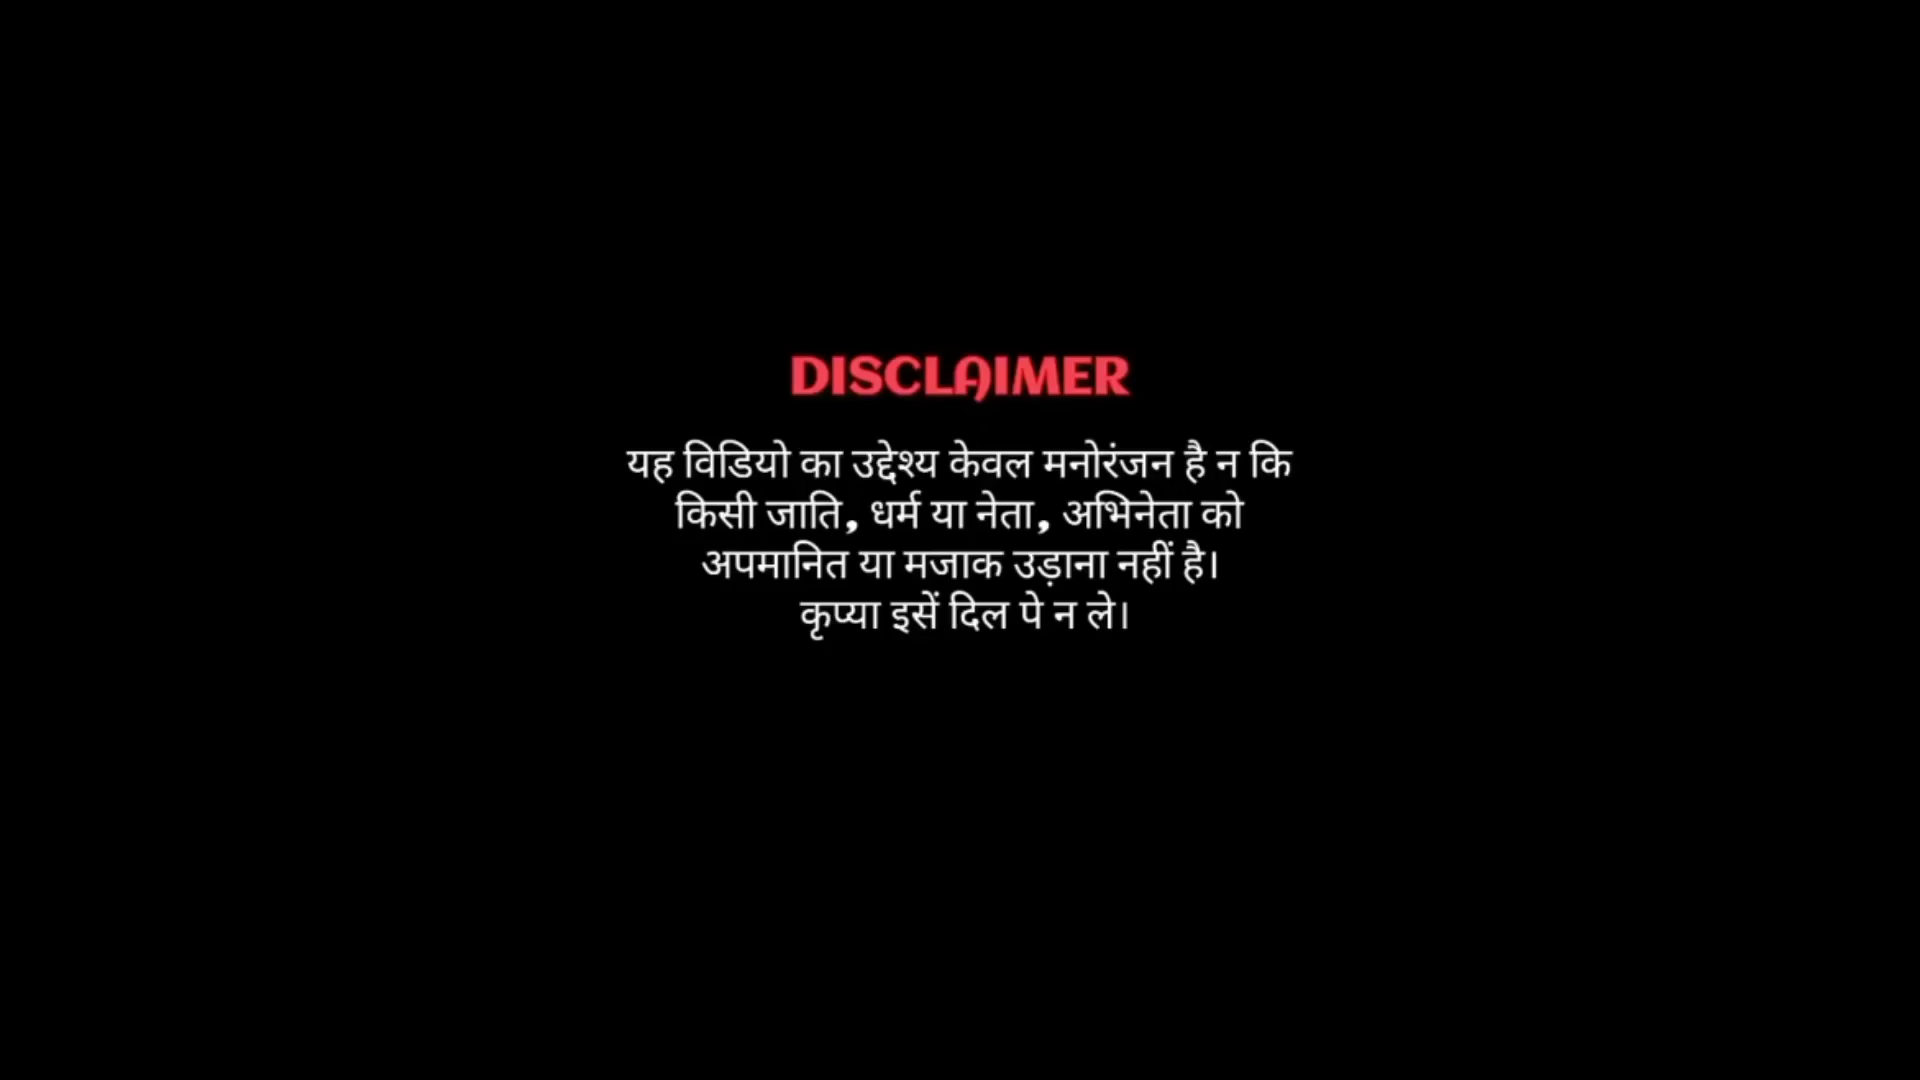 DISCLAIMER
यह विडियो का उद्देश्य केवल मनोरंजन है न कि
किसी जाति, धर्म या नेता, अभिनेता को
अपमानित या मजाक उड़ाना नहीं है।
कृप्या इसें दिल पे न ले।